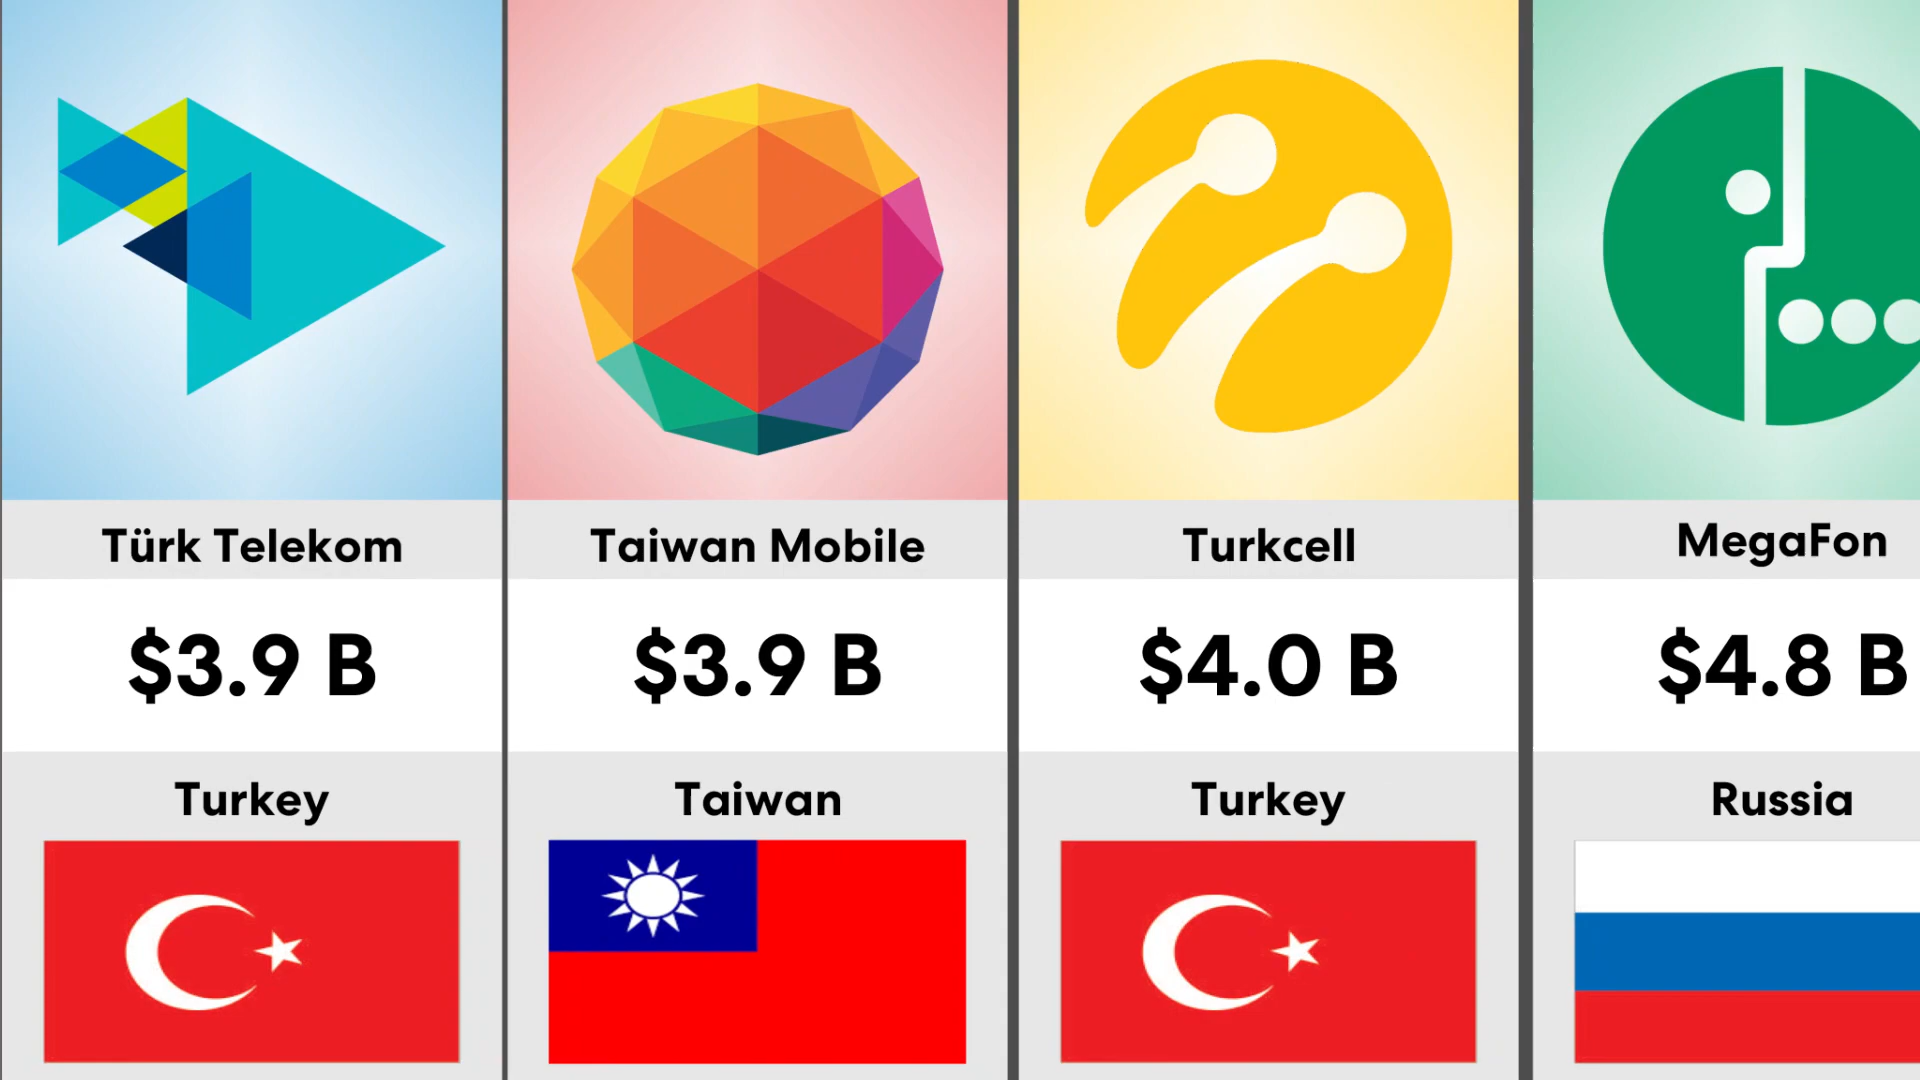 Türk Telekom
$3.9 B
Turkey
Taiwan Mobile
$3.9 B
Taiwan
Turkcell
$4.0 B
Turkey
MegaFon
$4.8 B
Russia